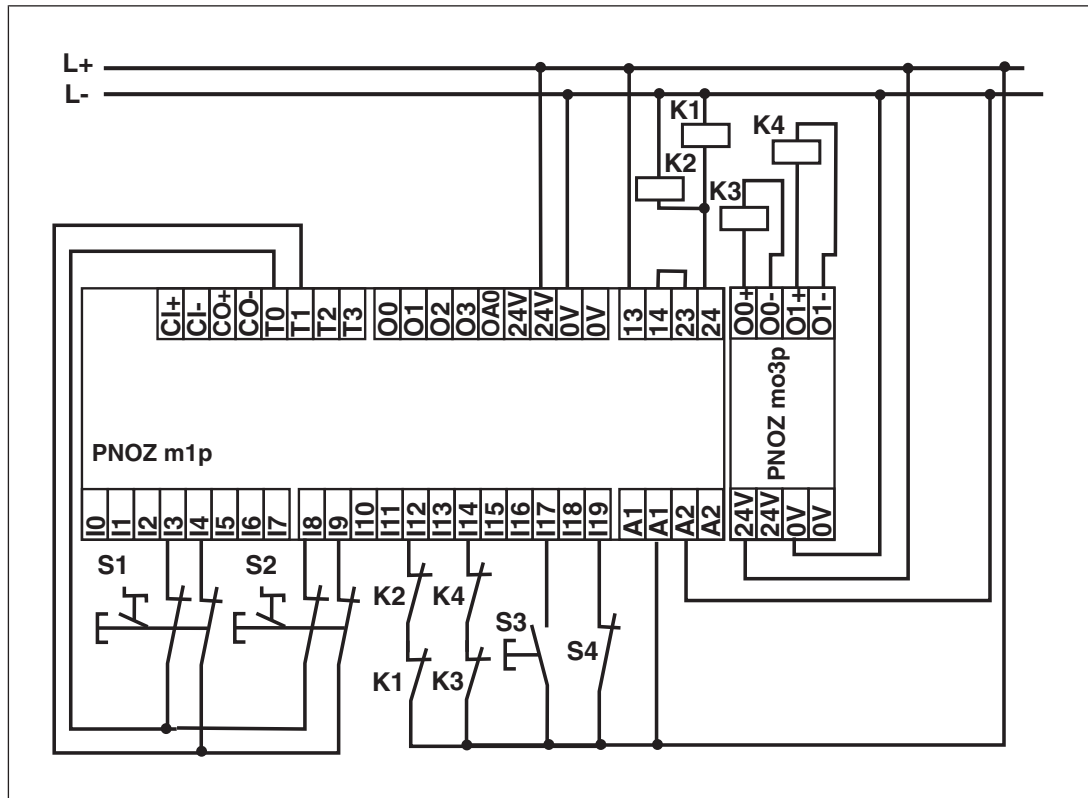 L+
L-
K1
K4
K2
K3
CI+ CI- CO+ CO- T0 T1 T2 T3 O0 O1 O2 O3 OA0 24V 24V 0V 0V 13 14 23 24 O0+ O0- O1+ O1-
PNOZ m1p
PNOZ mo3p
I0 I1 I2 I3 I4 I5 I6 I7 I8 I9 I10 I11 I12 I13 I14 I15 I16 I17 I18 I19 A1 A1 A2 A2 24V 24V 0V 0V
S1 S2
K2 K4
S3 S4
K1 K3